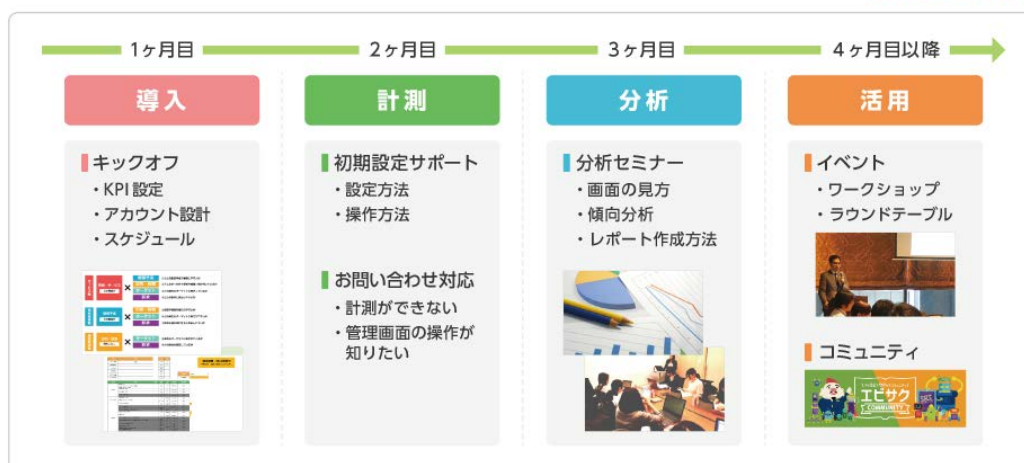 1ヶ月目
2ヶ月目
3ヶ月目
4ヶ月目以降
導入
計測
分析
活用
キックオフ
・KPI設定
・アカウント設計
・スケジュール
初期設定サポート
・設定方法
・操作方法
お問い合わせ対応
・計測ができない
・管理画面の操作が
知りたい
分析セミナー
・画面の見方
・傾向分析
・レポート作成方法
イベント
・ワークショップ
・ラウンドテーブル
コミュニティ
エビサク
COMMUNITY